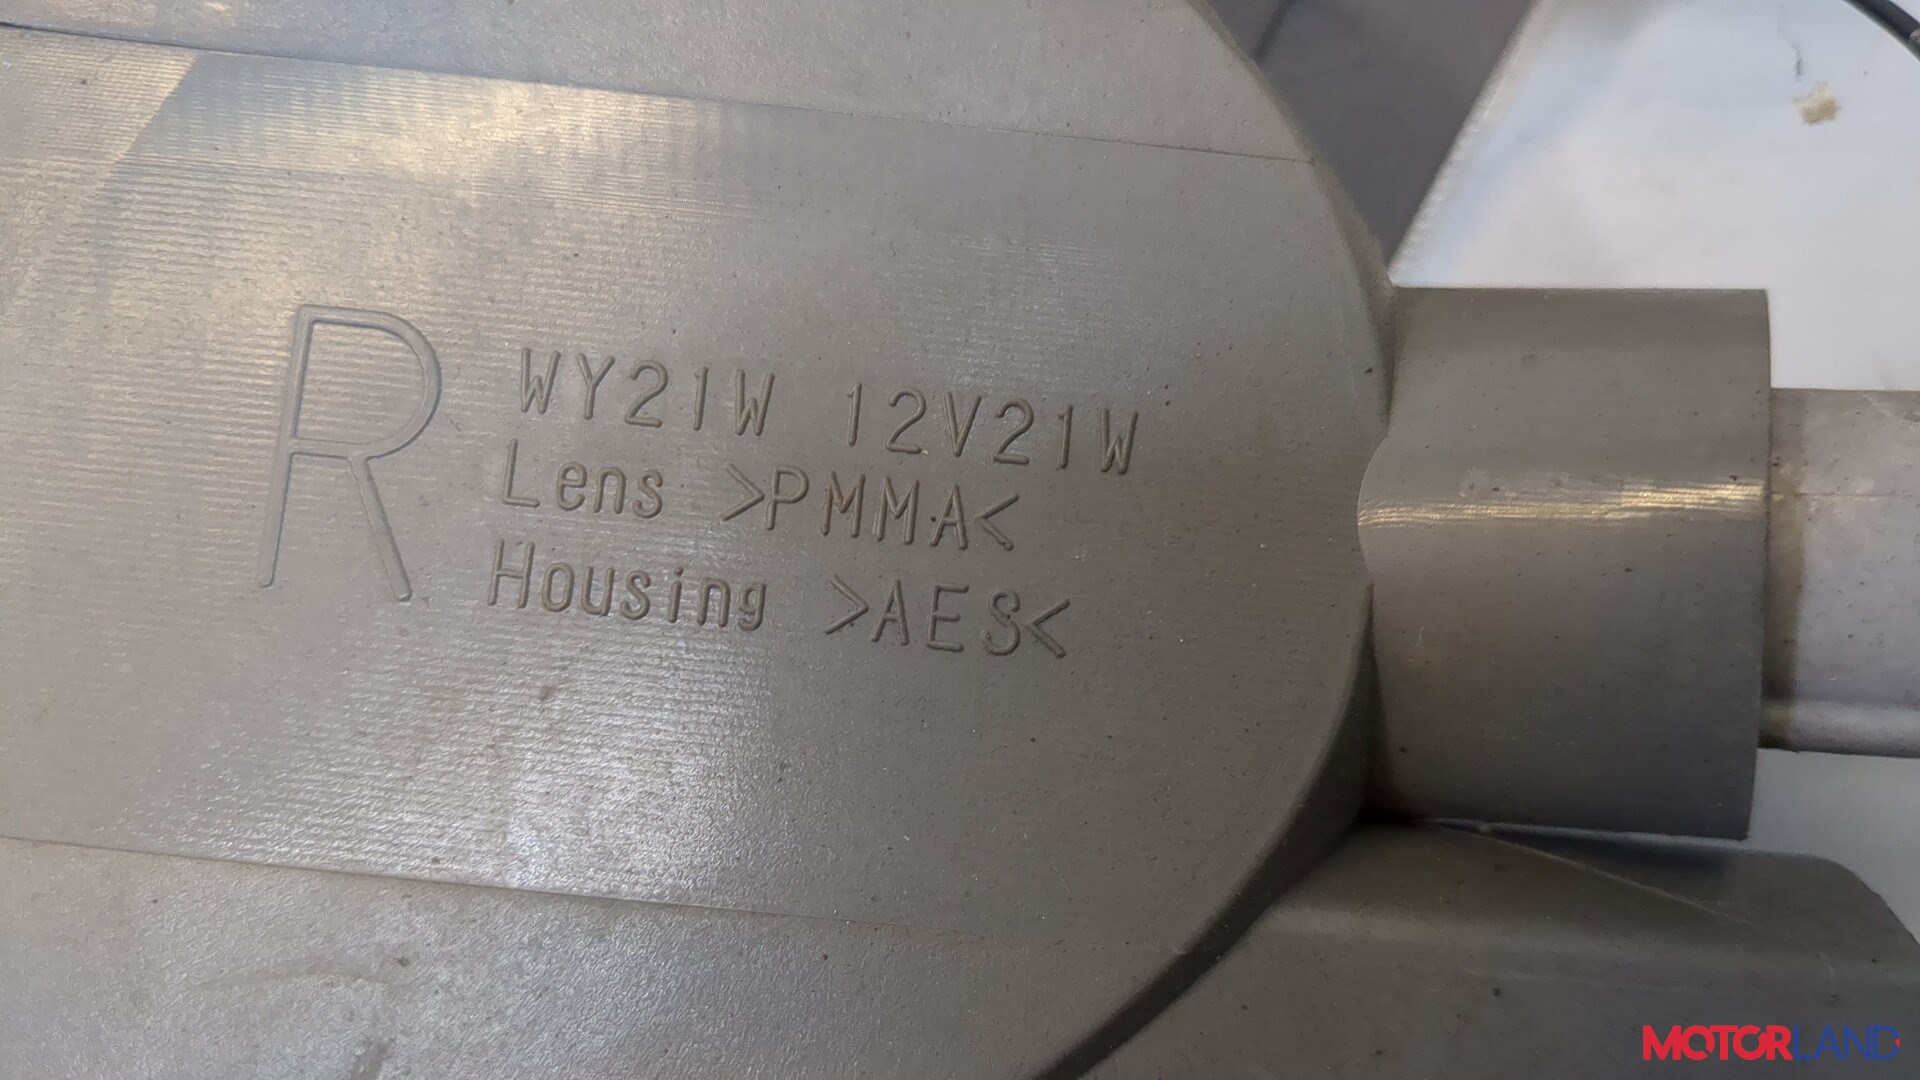 R
WY21W 12V21W
Lens >PMMA<
Housing >AES<
MOTORLAND